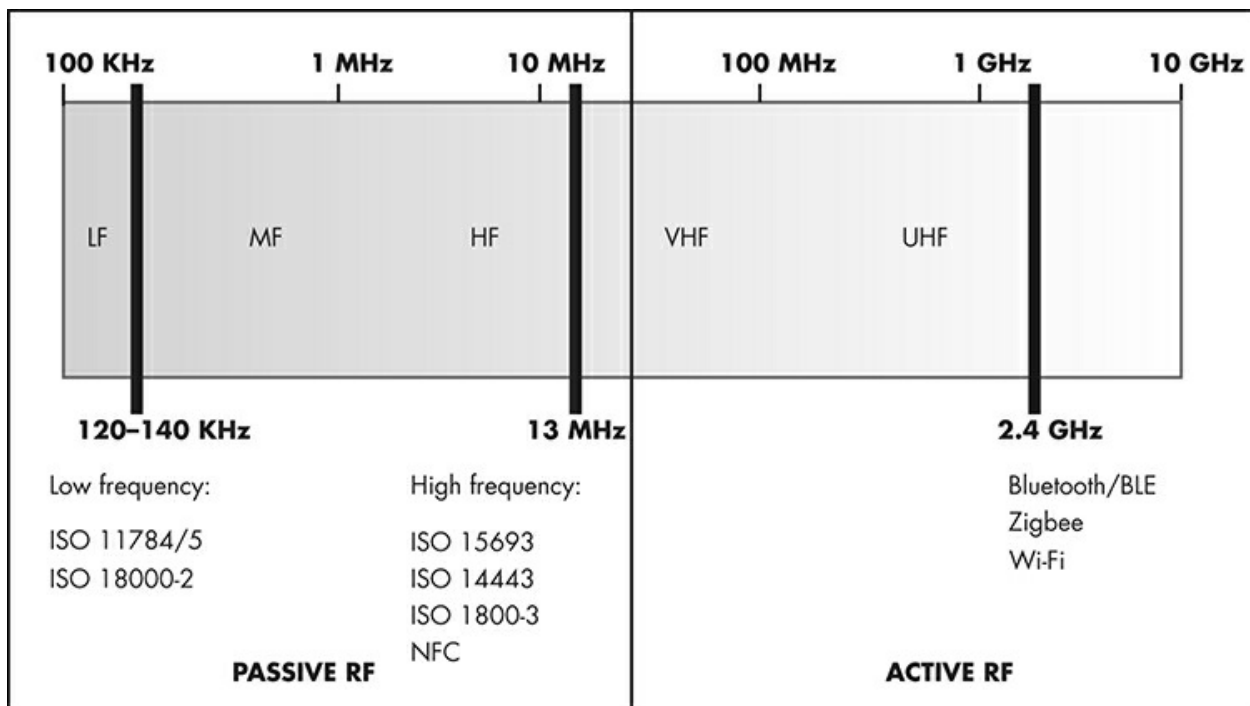 100 KHz 1 MHz 10 MHz 100 MHz 1 GHz 10 GHz
LF MF HF VHF UHF
120–140 KHz 13 MHz 2.4 GHz
Low frequency:
ISO 11784/5
ISO 18000-2
High frequency:
ISO 15693
ISO 14443
ISO 1800-3
NFC
Bluetooth/BLE
Zigbee
Wi-Fi
PASSIVE RF
ACTIVE RF